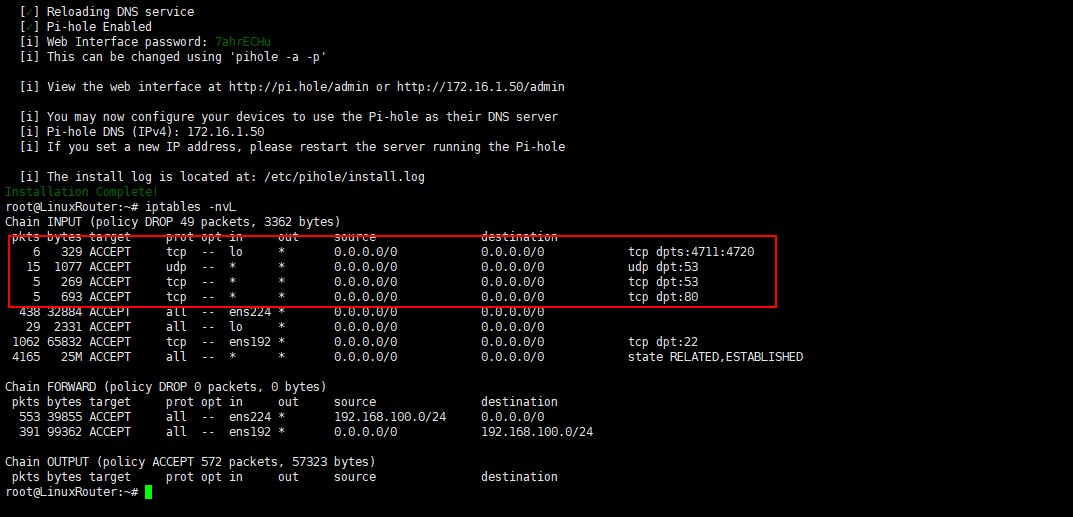 [✓] Reloading DNS service
[✓] Pi-hole Enabled
[i] Web Interface password: 7ahrECHu
[i] This can be changed using 'pihole -a -p'
[i] View the web interface at http://pi.hole/admin or http://172.16.1.50/admin
[i] You may now configure your devices to use the Pi-hole as their DNS server
[i] Pi-hole DNS (IPv4): 172.16.1.50
[i] If you set a new IP address, please restart the server running the Pi-hole
[i] The install log is located at: /etc/pihole/install.log
Installation Complete!
root@LinuxRouter:~# iptables -nvL
Chain INPUT (policy DROP 49 packets, 3362 bytes)
pkts bytes target prot opt in out source destination
6 329 ACCEPT tcp -- lo * 0.0.0.0/0 0.0.0.0/0 tcp dpts:4711:4720
15 1077 ACCEPT udp -- * * 0.0.0.0/0 0.0.0.0/0 udp dpt:53
5 269 ACCEPT tcp -- * * 0.0.0.0/0 0.0.0.0/0 tcp dpt:53
5 693 ACCEPT tcp -- * * 0.0.0.0/0 0.0.0.0/0 tcp dpt:80
438 32884 ACCEPT all -- ens224 * 0.0.0.0/0 0.0.0.0/0
29 2331 ACCEPT all -- lo * 0.0.0.0/0 0.0.0.0/0
1062 65832 ACCEPT tcp -- ens192 * 0.0.0.0/0 0.0.0.0/0 tcp dpt:22
4165 25M ACCEPT all -- * * 0.0.0.0/0 0.0.0.0/0 state RELATED,ESTABLISHED
Chain FORWARD (policy DROP 0 packets, 0 bytes)
pkts bytes target prot opt in out source destination
553 39855 ACCEPT all -- ens224 * 192.168.100.0/24 0.0.0.0/0
391 99362 ACCEPT all -- ens192 * 0.0.0.0/0 192.168.100.0/24
Chain OUTPUT (policy ACCEPT 572 packets, 57323 bytes)
pkts bytes target prot opt in out source destination
root@LinuxRouter:~#